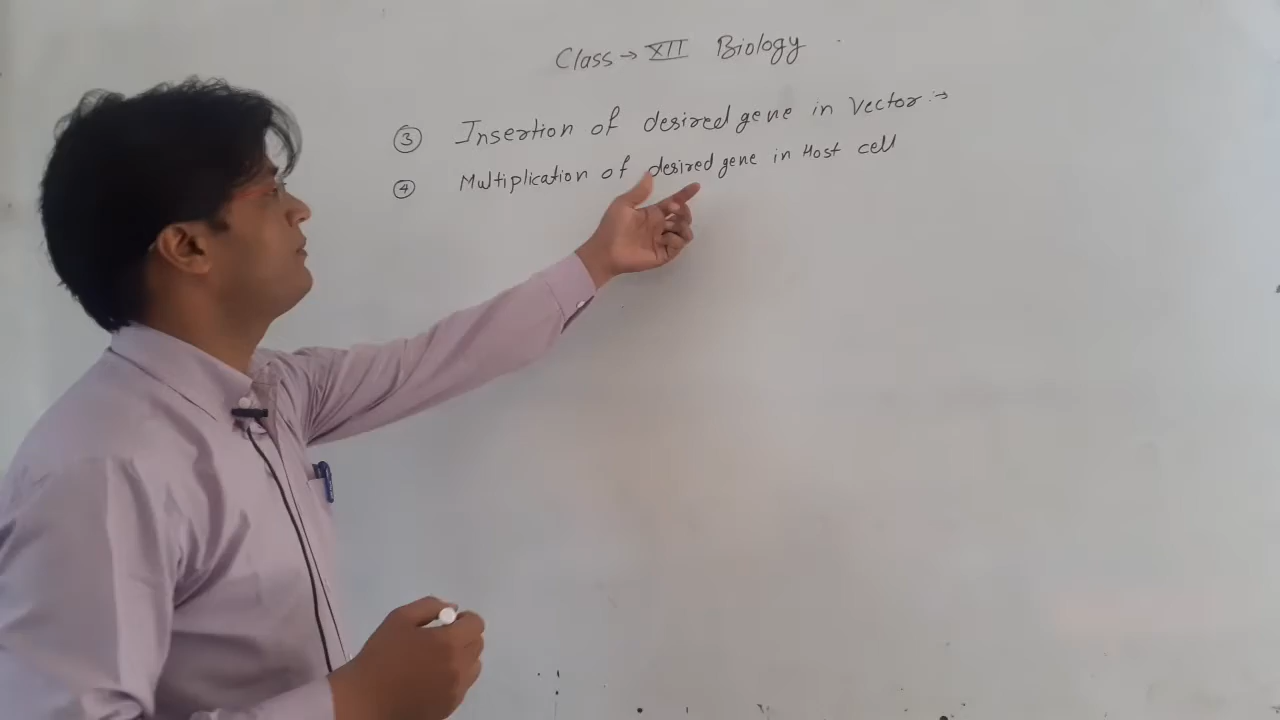 Class → XII Biology
③ Insertion of desired gene in Vector :→
④ Multiplication of desired gene in Host cell